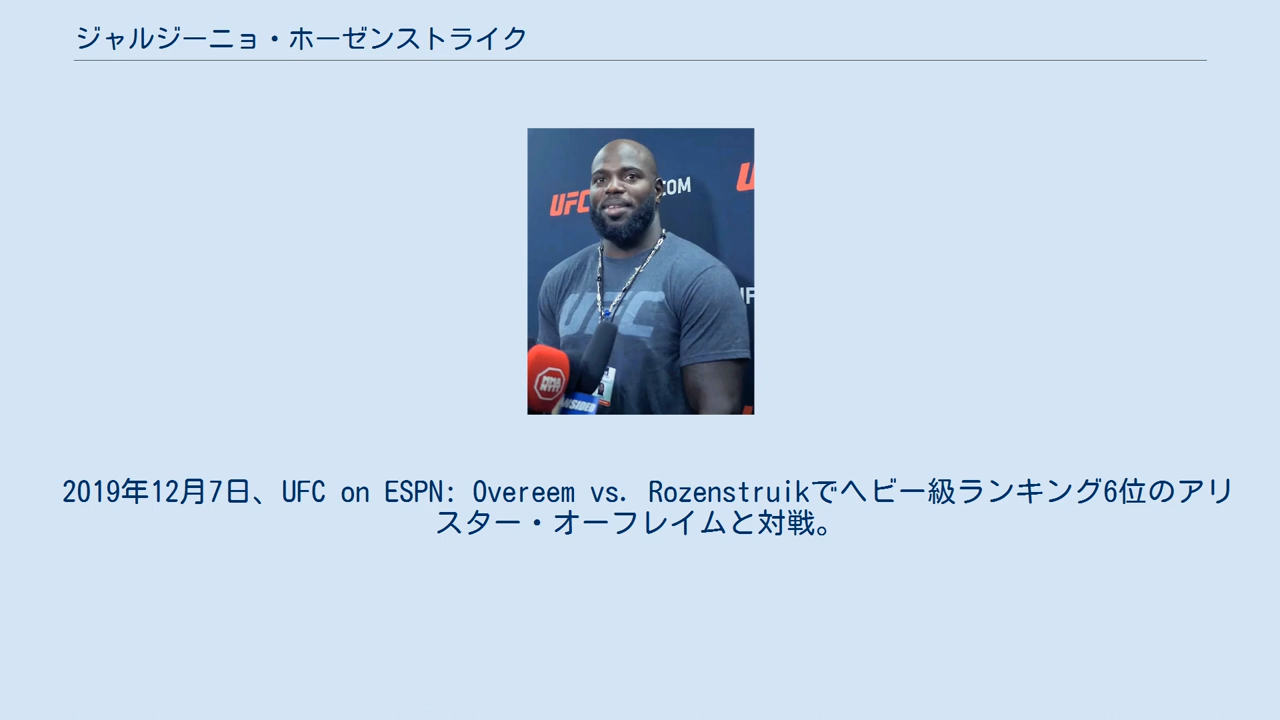 ジャルジーニョ・ホーゼンストライク
UFC
.COM
UFC
2019年12月7日、UFC on ESPN: Overeem vs. Rozenstruikでヘビー級ランキング6位のアリ
スター・オーフレイムと対戦。